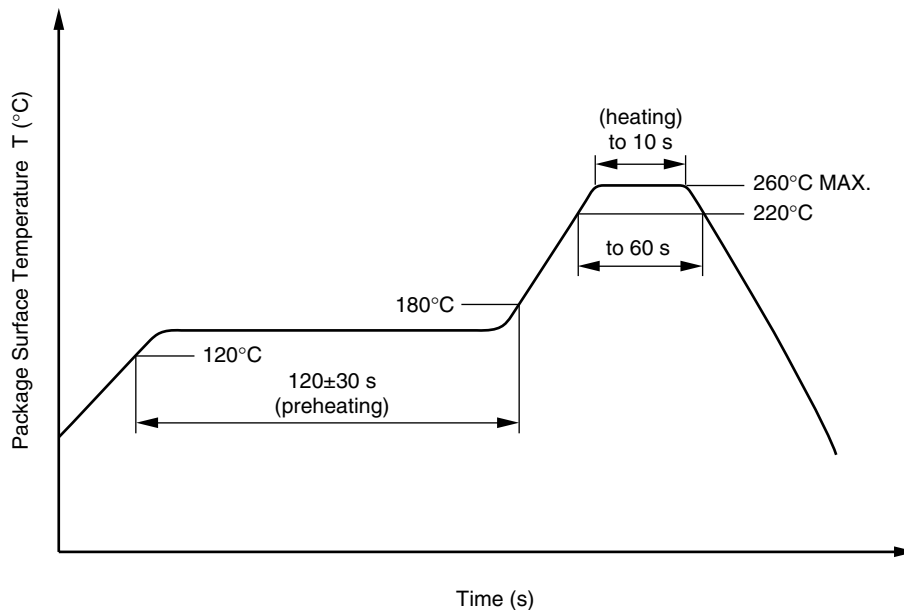 Package Surface Temperature T (°C)
(heating)
to 10 s
260°C MAX.
220°C
to 60 s
180°C
120°C
120±30 s
(preheating)
Time (s)